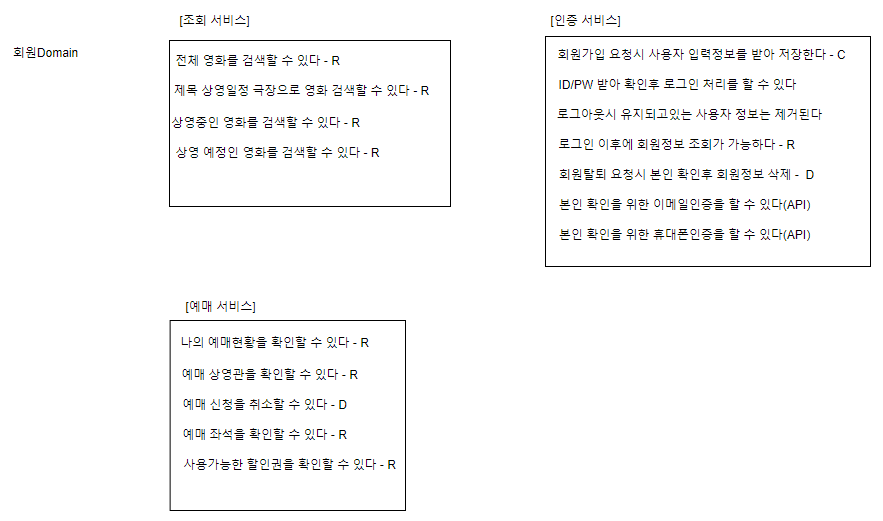 [조회 서비스]
[인증 서비스]
회원Domain
전체 영화를 검색할 수 있다 - R
제목 상영일정 극장으로 영화 검색할 수 있다 - R
상영중인 영화를 검색할 수 있다 - R
상영 예정인 영화를 검색할 수 있다 - R
회원가입 요청시 사용자 입력정보를 받아 저장한다 - C
ID/PW 받아 확인후 로그인 처리를 할 수 있다
로그아웃시 유지되고있는 사용자 정보는 제거된다
로그인 이후에 회원정보 조회가 가능하다 - R
회원탈퇴 요청시 본인 확인후 회원정보 삭제 - D
본인 확인을 위한 이메일인증을 할 수 있다(API)
본인 확인을 위한 휴대폰인증을 할 수 있다(API)
[예매 서비스]
나의 예매현황을 확인할 수 있다 - R
예매 상영관을 확인할 수 있다 - R
예매 신청을 취소할 수 있다 - D
예매 좌석을 확인할 수 있다 - R
사용가능한 할인권을 확인할 수 있다 - R